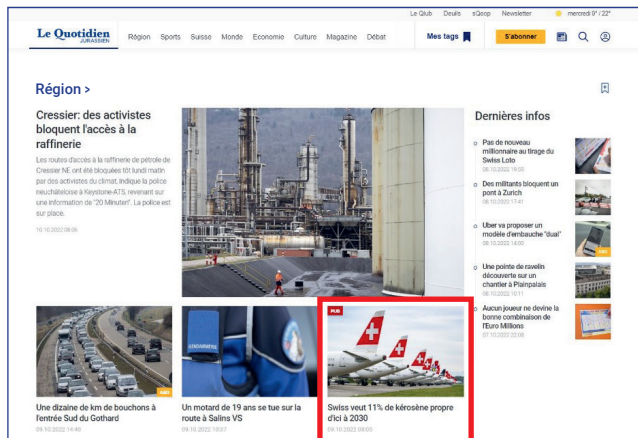 Le Qlub Deuils sQoop Newsletter mercredi 9° / 22°
Le Quotidien
JURASSIEN
Région Sports Suisse Monde Economie Culture Magazine Débat Mes tags S'abonner
Région >
Cressier: des activistes
bloquent l'accès à la
raffinerie
Les routes d'accès à la raffinerie de pétrole de
Cressier NE ont été bloquées tôt lundi matin
par des activistes du climat, indique la police
neuchâteloise à Keystone-ATS, revenant sur
une information de "20 Minuten". La police est
sur place.
10.10.2022 08:06
Dernières infos
Pas de nouveau
millionnaire au tirage du
Swiss Loto
08.10.2022 19:55
Des militants bloquent un
pont à Zurich
08.10.2022 17:41
Uber va proposer un
modèle d'embauche "dual"
08.10.2022 14:00
ABO
Une pointe de ravelin
découverte sur un
chantier à Plainpalais
08.10.2022 10:11
Aucun joueur ne devine la
bonne combinaison de
l'Euro Millions
07.10.2022 22:08
ABO
GENDARMERIE
PUB
Une dizaine de km de bouchons à
l'entrée Sud du Gothard
09.10.2022 14:40
Un motard de 19 ans se tue sur la
route à Salins VS
09.10.2022 10:07
Swiss veut 11% de kérosène propre
d'ici à 2030
09.10.2022 08:03